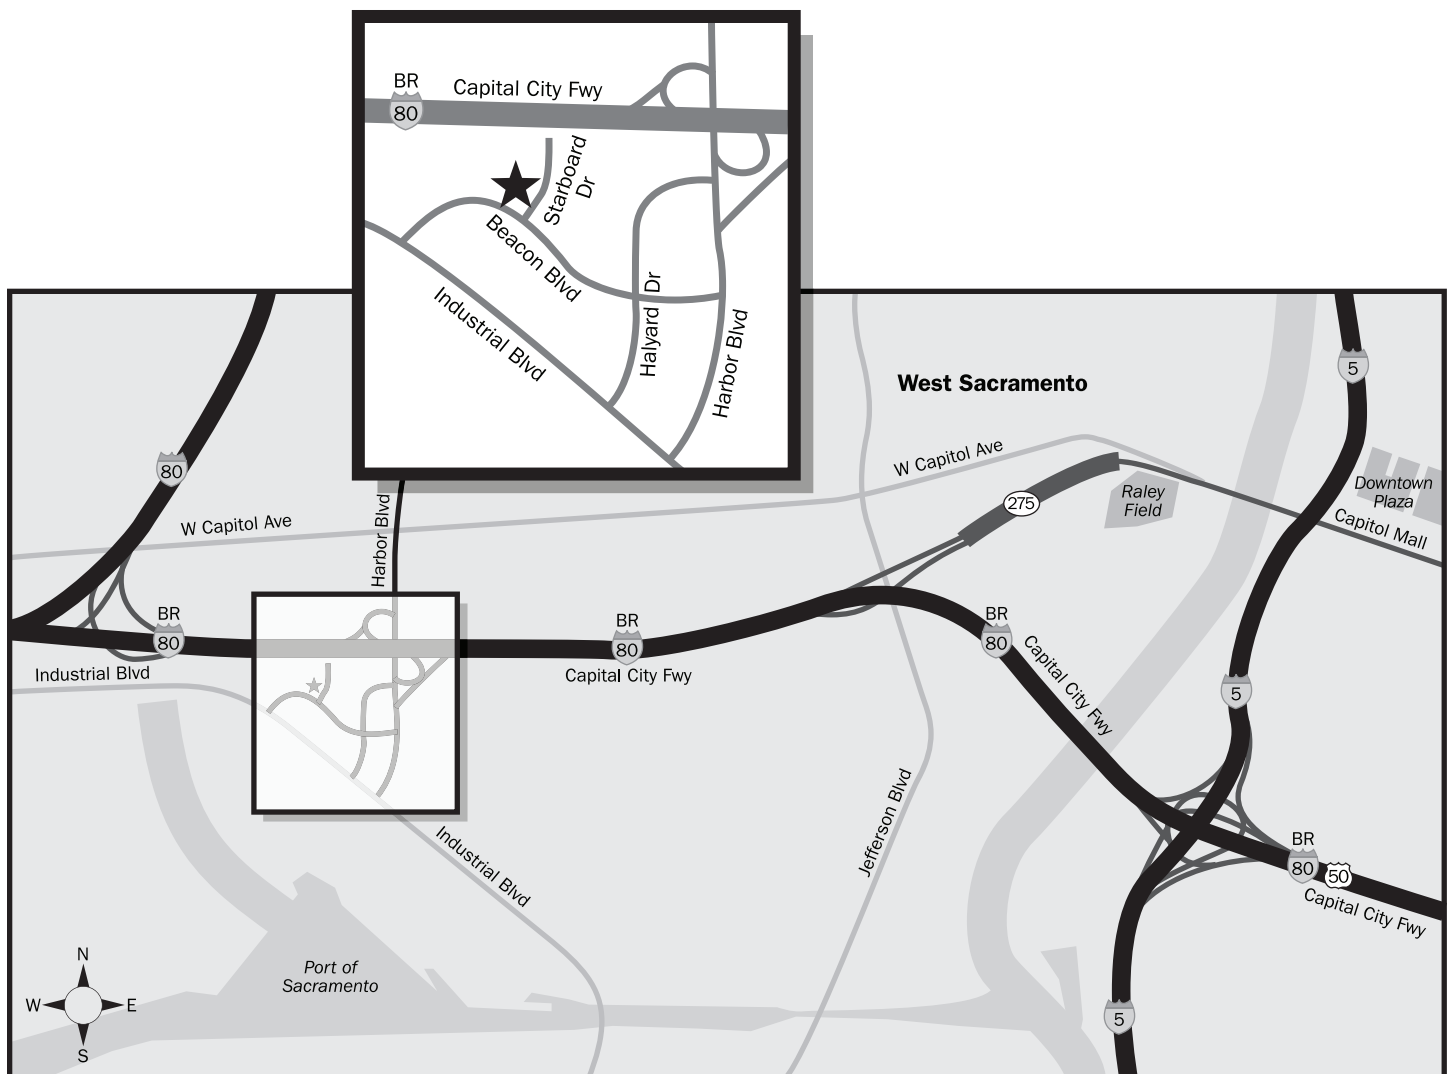 BR
80
Capital City Fwy
Starboard
Dr
Beacon Blvd
Industrial Blvd
Halyard Dr
Harbor Blvd
5
West Sacramento
80
W Capitol Ave
W Capitol Ave
275
Raley
Field
Downtown
Plaza
Capitol Mall
Harbor Blvd
BR
80
Industrial Blvd
BR
80
Capital City Fwy
BR
80
Capital City Fwy
5
Jefferson Blvd
Industrial Blvd
BR
80
50
Capital City Fwy
Port of
Sacramento
N
W
E
S
5